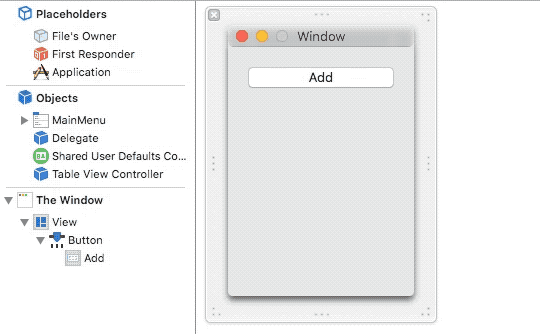 Placeholders
File's Owner
First Responder
Application
Objects
MainMenu
Delegate
Shared User Defaults Co...
Table View Controller
The Window
View
Button
Add
Window
Add